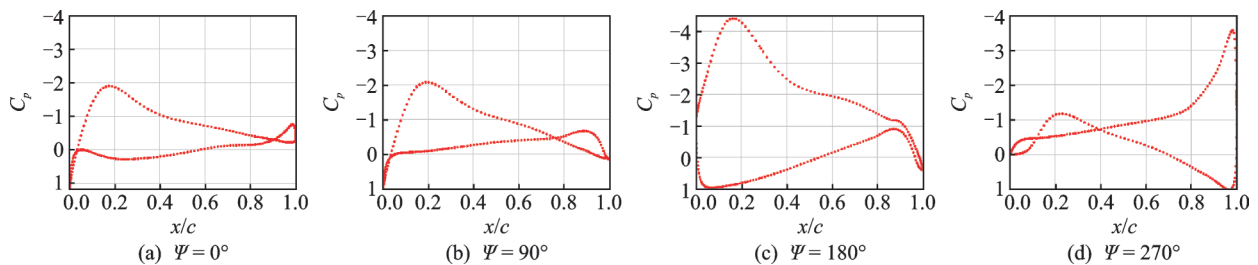 −4 −4 −4
−3 −3 −4 −3
−2 −2 −3 −2
−2
−1 −1 −1 −1
0 0 0 0
1 1 1 1
C_p C_p C_p C_p
0.0 0.2 0.4 0.6 0.8 1.0 0.0 0.2 0.4 0.6 0.8 1.0 0.0 0.2 0.4 0.6 0.8 1.0 0.0 0.2 0.4 0.6 0.8 1.0
x/c x/c x/c x/c
(a) Ψ = 0° (b) Ψ = 90° (c) Ψ = 180° (d) Ψ = 270°